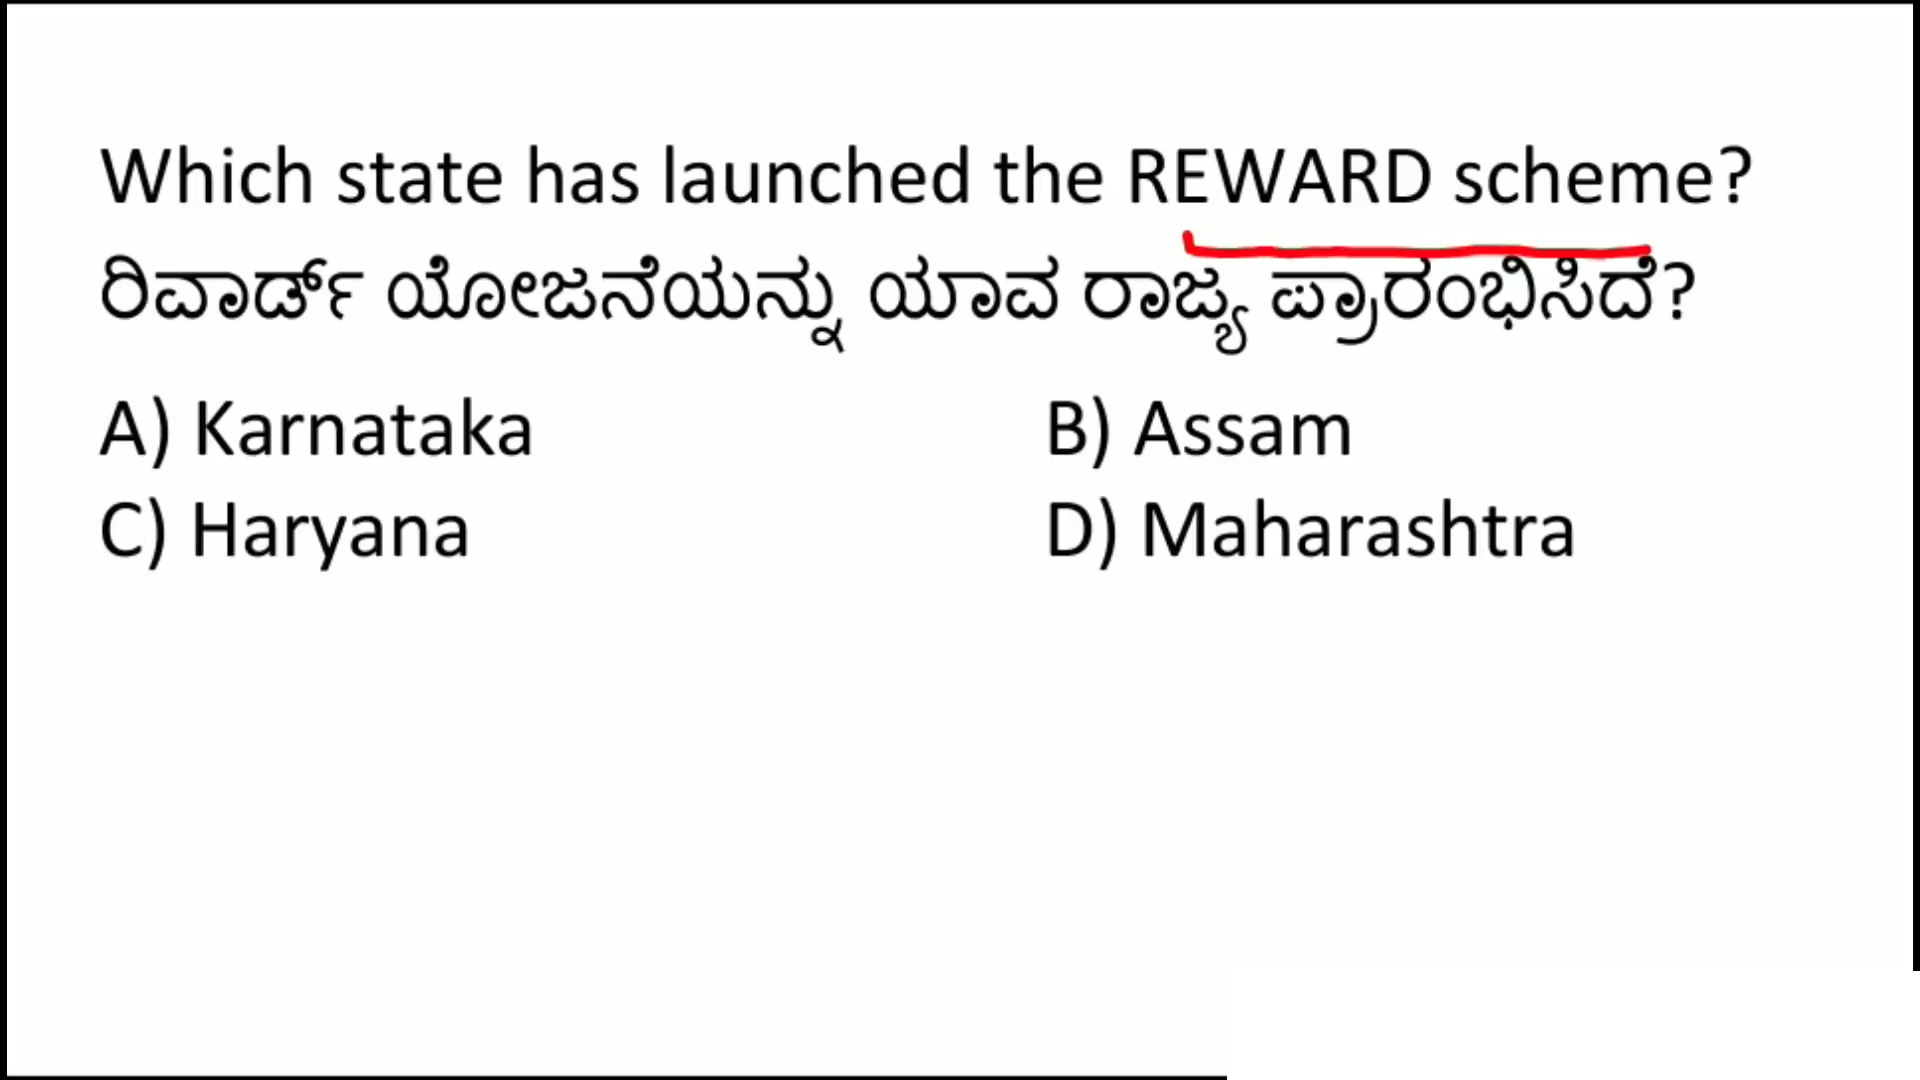 Which state has launched the REWARD scheme?
ರಿವಾರ್ಡ್ ಯೋಜನೆಯನ್ನು ಯಾವ ರಾಜ್ಯ ಪ್ರಾರಂಭಿಸಿದೆ?
A) Karnataka B) Assam
C) Haryana D) Maharashtra